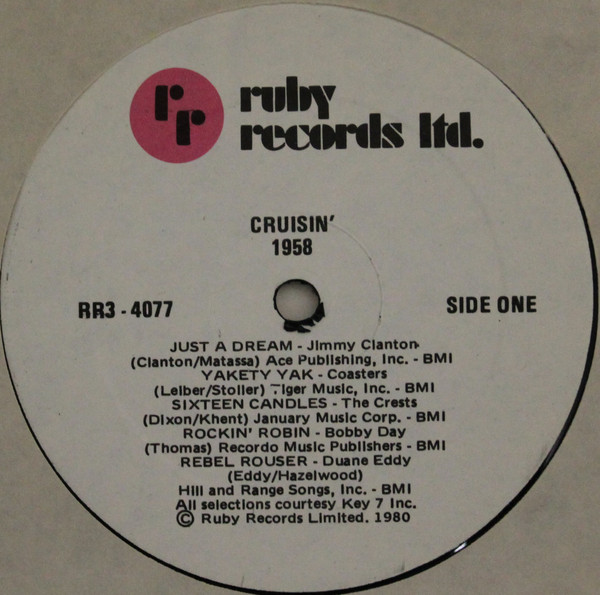 r r
ruby
records ltd.
CRUISIN'
1958
RR3 - 4077
SIDE ONE
JUST A DREAM - Jimmy Clanton
(Clanton/Matassa) Ace Publishing, Inc. - BMI
YAKETY YAK - Coasters
(Leiber/Stoller) Tiger Music, Inc. - BMI
SIXTEEN CANDLES - The Crests
(Dixon/Khent) January Music Corp. - BMI
ROCKIN' ROBIN - Bobby Day
(Thomas) Recordo Music Publishers - BMI
REBEL ROUSER - Duane Eddy
(Eddy/Hazelwood)
Hill and Range Songs, Inc. - BMI
All selections courtesy Key 7 Inc.
© Ruby Records Limited. 1980